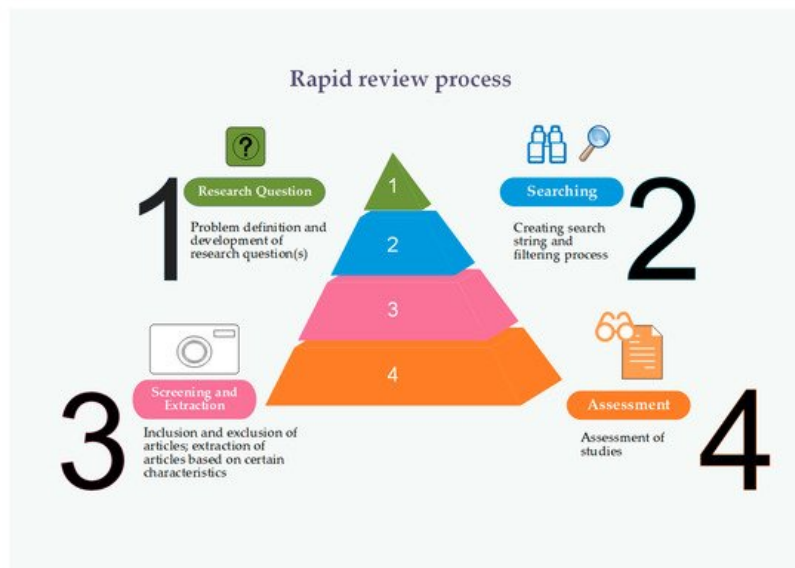 Rapid review process
?
1
Research Question
Problem definition and
development of
research question(s)
Searching
Creating search
string and
filtering process
2
1
2
3
4
3
Screening and
Extraction
Inclusion and exclusion of
articles; extraction of
articles based on certain
characteristics
Assessment
Assessment of
studies
4